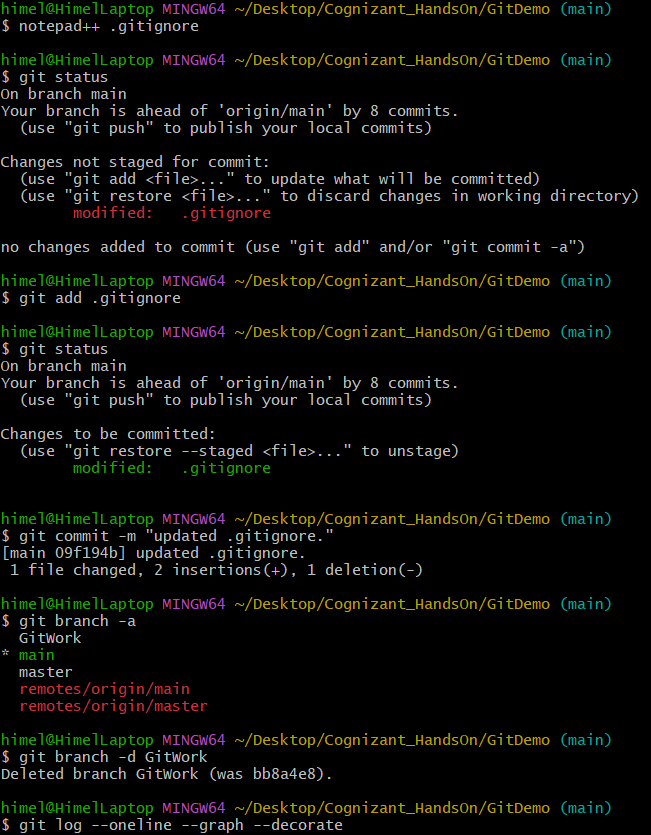 himel@HimelLaptop MINGW64 ~/Desktop/Cognizant_HandsOn/GitDemo (main)
$ notepad++ .gitignore

himel@HimelLaptop MINGW64 ~/Desktop/Cognizant_HandsOn/GitDemo (main)
$ git status
On branch main
Your branch is ahead of 'origin/main' by 8 commits.
  (use "git push" to publish your local commits)

Changes not staged for commit:
  (use "git add <file>..." to update what will be committed)
  (use "git restore <file>..." to discard changes in working directory)
        modified:   .gitignore

no changes added to commit (use "git add" and/or "git commit -a")

himel@HimelLaptop MINGW64 ~/Desktop/Cognizant_HandsOn/GitDemo (main)
$ git add .gitignore

himel@HimelLaptop MINGW64 ~/Desktop/Cognizant_HandsOn/GitDemo (main)
$ git status
On branch main
Your branch is ahead of 'origin/main' by 8 commits.
  (use "git push" to publish your local commits)

Changes to be committed:
  (use "git restore --staged <file>..." to unstage)
        modified:   .gitignore


himel@HimelLaptop MINGW64 ~/Desktop/Cognizant_HandsOn/GitDemo (main)
$ git commit -m "updated .gitignore."
[main 09f194b] updated .gitignore.
 1 file changed, 2 insertions(+), 1 deletion(-)

himel@HimelLaptop MINGW64 ~/Desktop/Cognizant_HandsOn/GitDemo (main)
$ git branch -a
  GitWork
* main
  master
  remotes/origin/main
  remotes/origin/master

himel@HimelLaptop MINGW64 ~/Desktop/Cognizant_HandsOn/GitDemo (main)
$ git branch -d GitWork
Deleted branch GitWork (was bb8a4e8).

himel@HimelLaptop MINGW64 ~/Desktop/Cognizant_HandsOn/GitDemo (main)
$ git log --oneline --graph --decorate